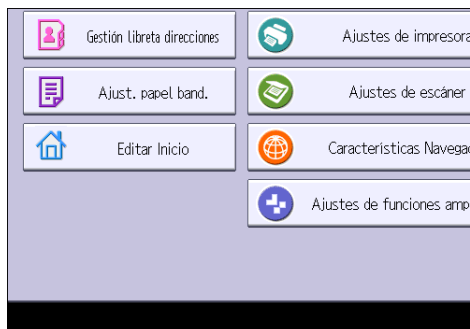 Gestión libreta direcciones
Ajustes de impresora
Ajust. papel band.
Ajustes de escáner
Editar Inicio
Características Navegad
Ajustes de funciones amp